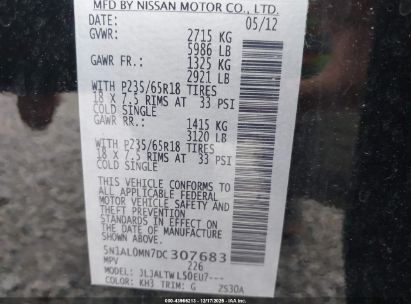 MFD BY NISSAN MOTOR CO., LTD.
05/12
GVWR: 2715 KG
5986 LB
GAWR FR.: 1325 KG
2921 LB
WITH P235/65R18 TIRES
18 X 7.5 RIMS AT 33 PSI
COLD SINGLE
GAWR RR.: 1415 KG
3120 LB
WITH P235/65R18 TIRES
18 X 7.5 RIMS AT 33 PSI
COLD SINGLE
THIS VEHICLE CONFORMS TO
ALL APPLICABLE FEDERAL
MOTOR VEHICLE SAFETY AND
THEFT PREVENTION
STANDARDS IN EFFECT ON
THE DATE OF MANUFACTURE
SHOWN ABOVE.
5N1AL0MN7DC307683
MPV 226
MODEL: JLJALTWL50EU7---
COLOR: KH3 TRIM: G 2S30A